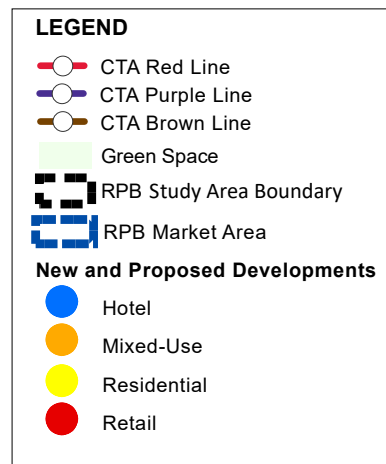 LEGEND
CTA Red Line
CTA Purple Line
CTA Brown Line
Green Space
RPB Study Area Boundary
RPB Market Area
New and Proposed Developments
Hotel
Mixed-Use
Residential
Retail